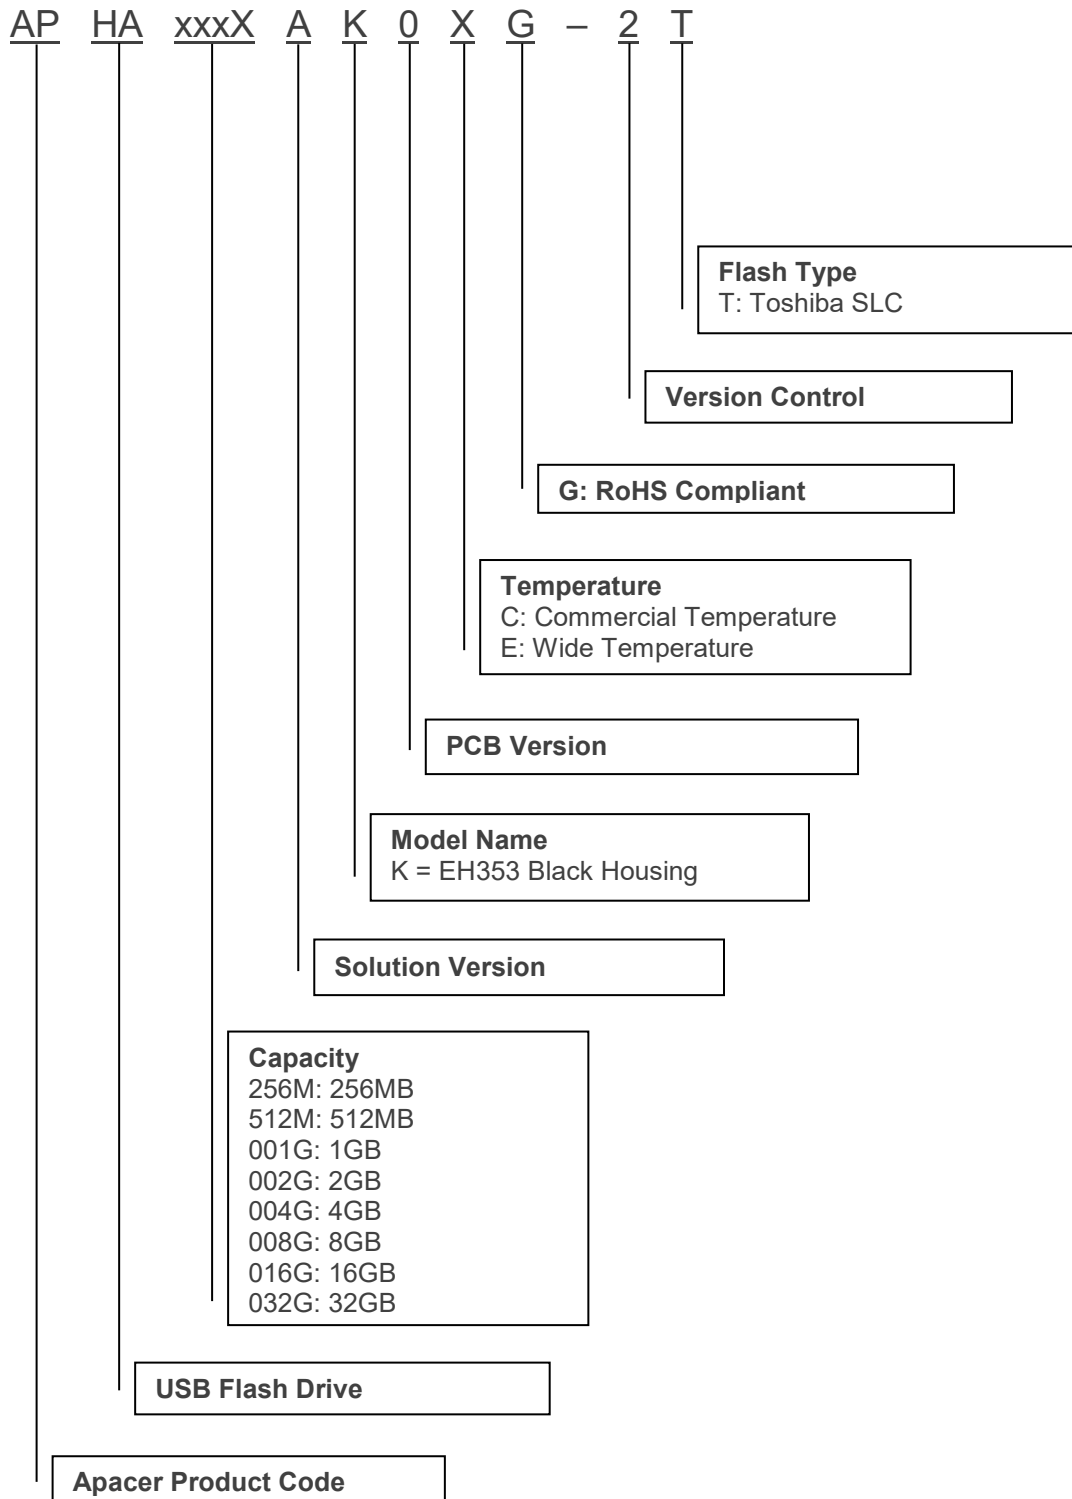 AP HA xxxX A K 0 X G – 2 T
Flash Type
T: Toshiba SLC
Version Control
G: RoHS Compliant
Temperature
C: Commercial Temperature
E: Wide Temperature
PCB Version
Model Name
K = EH353 Black Housing
Solution Version
Capacity
256M: 256MB
512M: 512MB
001G: 1GB
002G: 2GB
004G: 4GB
008G: 8GB
016G: 16GB
032G: 32GB
USB Flash Drive
Apacer Product Code